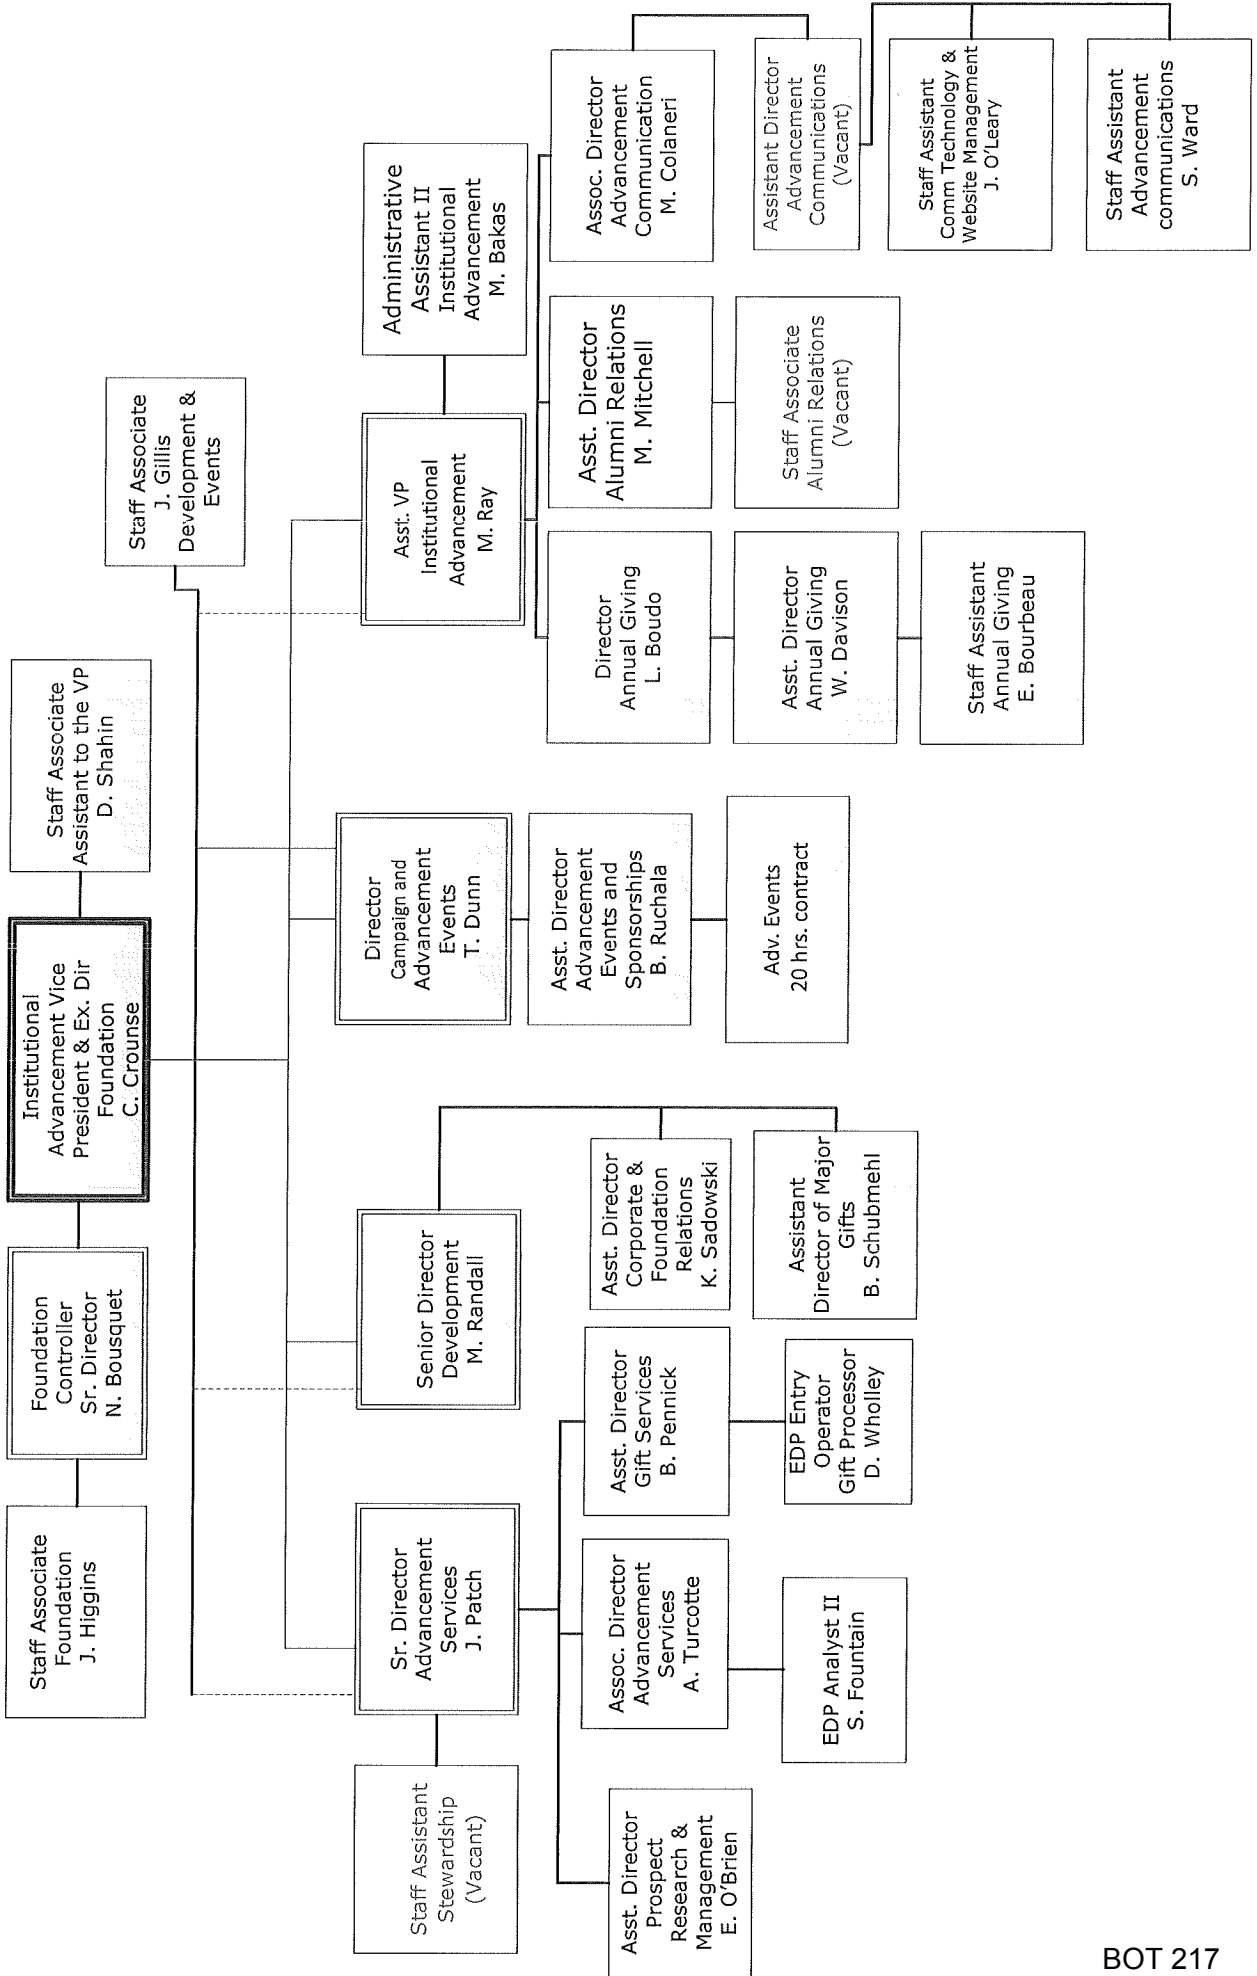 Staff Associate
Foundation
J. Higgins
Foundation
Controller
Sr. Director
N. Bousquet
Institutional
Advancement Vice
President & Ex. Dir
Foundation
C. Crounse
Staff Associate
Assistant to the VP
D. Shahin
Staff Associate
J. Gillis
Development &
Events
Staff Assistant
Stewardship
(Vacant)
Sr. Director
Advancement
Services
J. Patch
Senior Director
Development
M. Randall
Director
Campaign and
Advancement
Events
T. Dunn
Asst. VP
Institutional
Advancement
M. Ray
Administrative
Assistant II
Institutional
Advancement
M. Bakas
Asst. Director
Prospect
Research &
Management
E. O'Brien
Assoc. Director
Advancement
Services
A. Turcotte
EDP Analyst II
S. Fountain
Asst. Director
Gift Services
B. Pennick
EDP Entry
Operator
Gift Processor
D. Wholley
Asst. Director
Corporate &
Foundation
Relations
K. Sadowski
Assistant
Director of Major
Gifts
B. Schubmehl
Asst. Director
Advancement
Events and
Sponsorships
B. Ruchala
Adv. Events
20 hrs. contract
Director
Annual Giving
L. Boudo
Asst. Director
Annual Giving
W. Davison
Staff Assistant
Annual Giving
E. Bourbeau
Asst. Director
Alumni Relations
M. Mitchell
Staff Associate
Alumni Relations
(Vacant)
Assoc. Director
Advancement
Communication
M. Colaneri
Assistant Director
Advancement
Communications
(Vacant)
Staff Assistant
Comm Technology &
Website Management
J. O'Leary
Staff Assistant
Advancement
communications
S. Ward
BOT 217